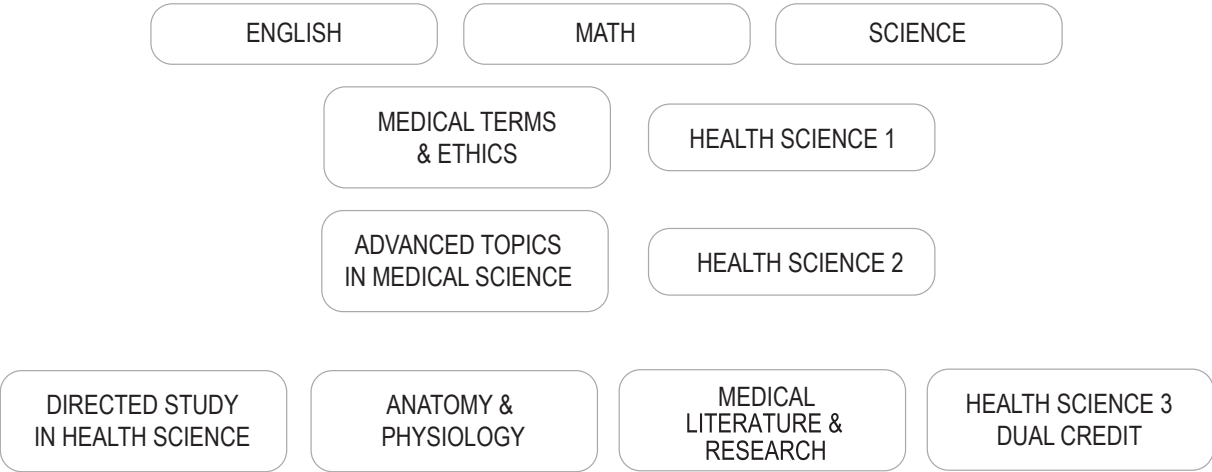 ENGLISH
MATH
SCIENCE
MEDICAL TERMS
& ETHICS
HEALTH SCIENCE 1
ADVANCED TOPICS
IN MEDICAL SCIENCE
HEALTH SCIENCE 2
DIRECTED STUDY
IN HEALTH SCIENCE
ANATOMY &
PHYSIOLOGY
MEDICAL
LITERATURE &
RESEARCH
HEALTH SCIENCE 3
DUAL CREDIT